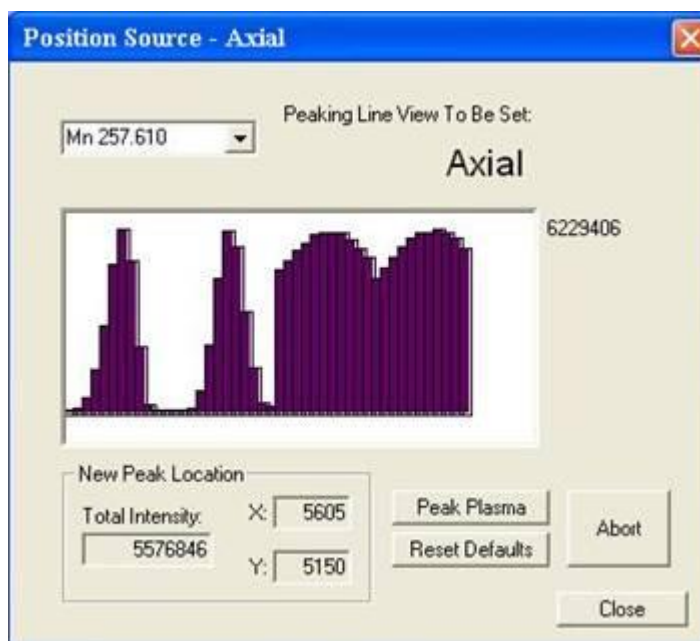 Position Source - Axial
Mn 257.610
Peaking Line View To Be Set:
Axial
6229406
New Peak Location
Total Intensity:
5576846
X: 5605
Y: 5150
Peak Plasma
Reset Defaults
Abort
Close